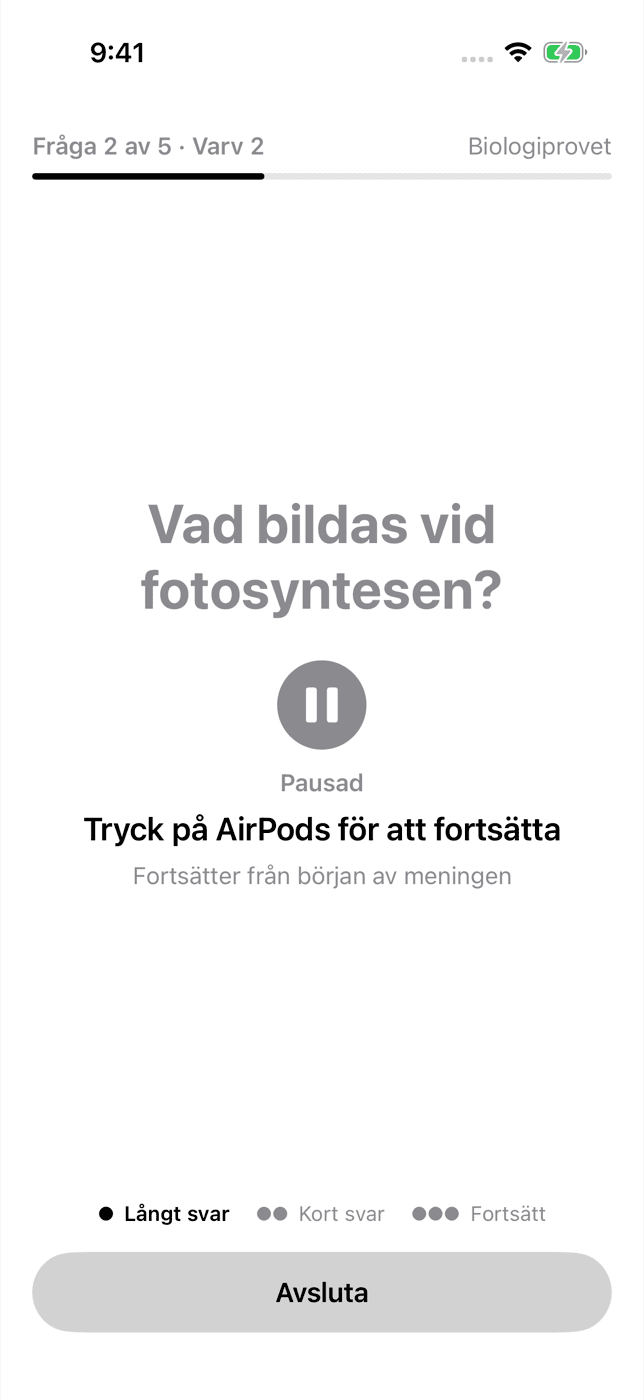 9:41
Fråga 2 av 5 · Varv 2
Biologiprovet
Vad bildas vid
fotosyntesen?
Pausad
Tryck på AirPods för att fortsätta
Fortsätter från början av meningen
Långt svar
Kort svar
Fortsätt
Avsluta